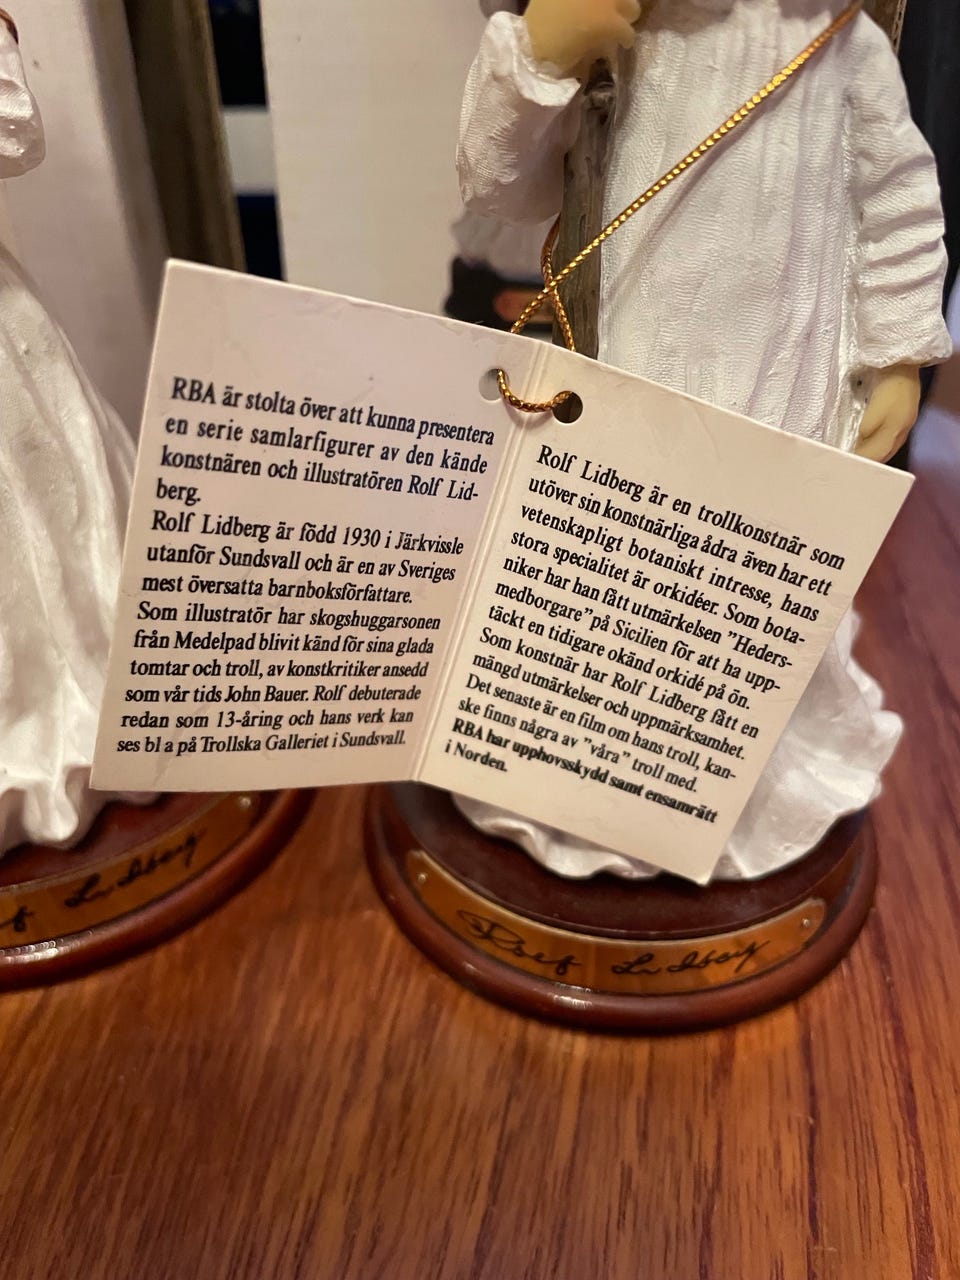 RBA är stolta över att kunna presentera
en serie samlarfigurer av den kände
konstnären och illustratören Rolf Lid-
berg.
Rolf Lidberg är född 1930 i Järkvissle
utanför Sundsvall och är en av Sveriges
mest översatta barnboksförfattare.
Som illustratör har skogshuggarsonen
från Medelpad blivit känd för sina glada
tomtar och troll, av konstkritiker ansedd
som vår tids John Bauer. Rolf debuterade
redan som 13-åring och hans verk kan
ses bl a på Trollska Galleriet i Sundsvall.
Rolf Lidberg är en trollkonstnär som
utöver sin konstnärliga ådra även har ett
vetenskapligt botaniskt intresse, hans
stora specialitet är orkidéer. Som bota-
niker har han fått utmärkelsen "Heders-
medborgare" på Sicilien för att ha upp-
täckt en tidigare okänd orkidé på ön.
Som konstnär har Rolf Lidberg fått en
mängd utmärkelser och uppmärksamhet.
Det senaste är en film om hans troll, kan-
ske finns några av "våra" troll med.
RBA har upphovsskydd samt ensamrätt
i Norden.
f Lidberg
Rolf Lidberg